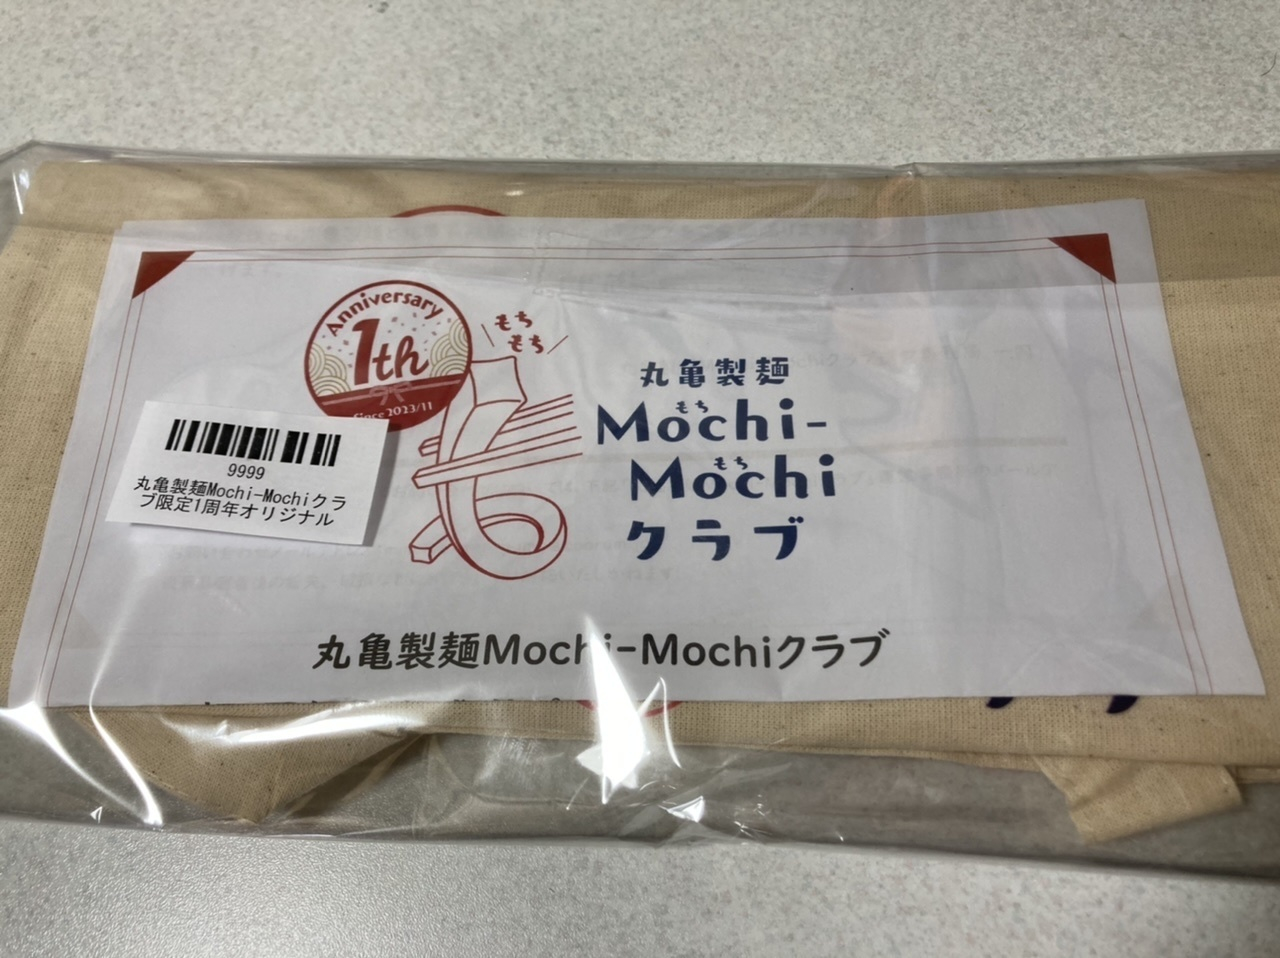 Anniversary
1th
Since 2023/11
もち
もち
丸亀製麺
もち
Mochi-
もち
Mochi
クラブ
9999
丸亀製麺Mochi-Mochiクラ
ブ限定1周年オリジナル
丸亀製麺Mochi-Mochiクラブ